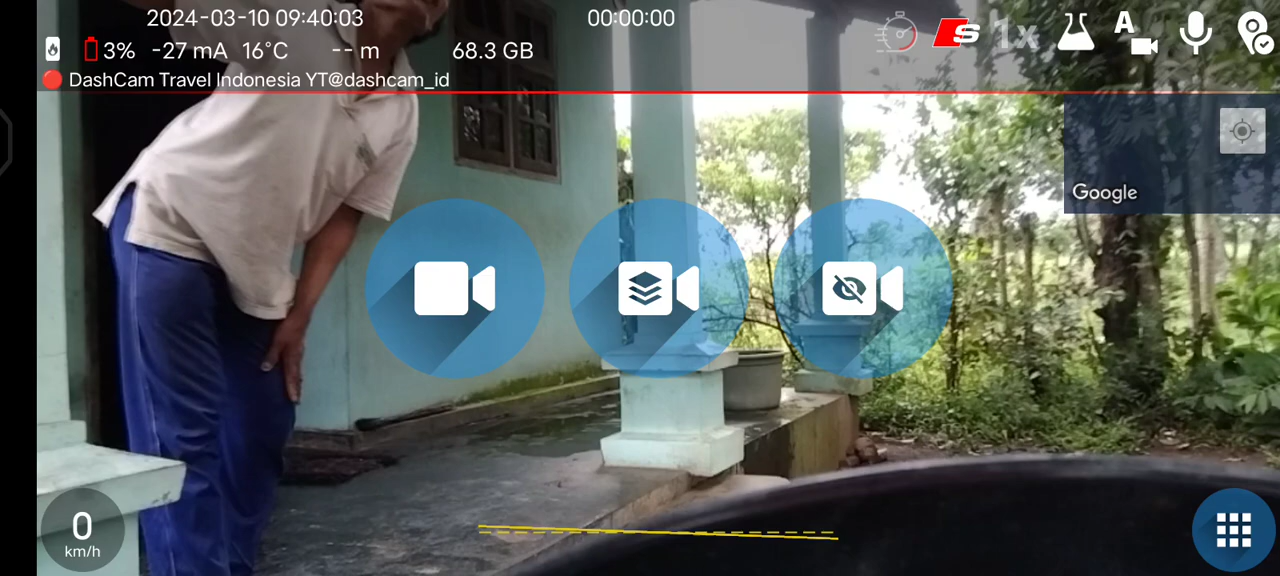 2024-03-10 09:40:03 00:00:00
3% -27 mA 16°C -- m 68.3 GB
S 1x A
DashCam Travel Indonesia YT@dashcam_id
Google
0
km/h